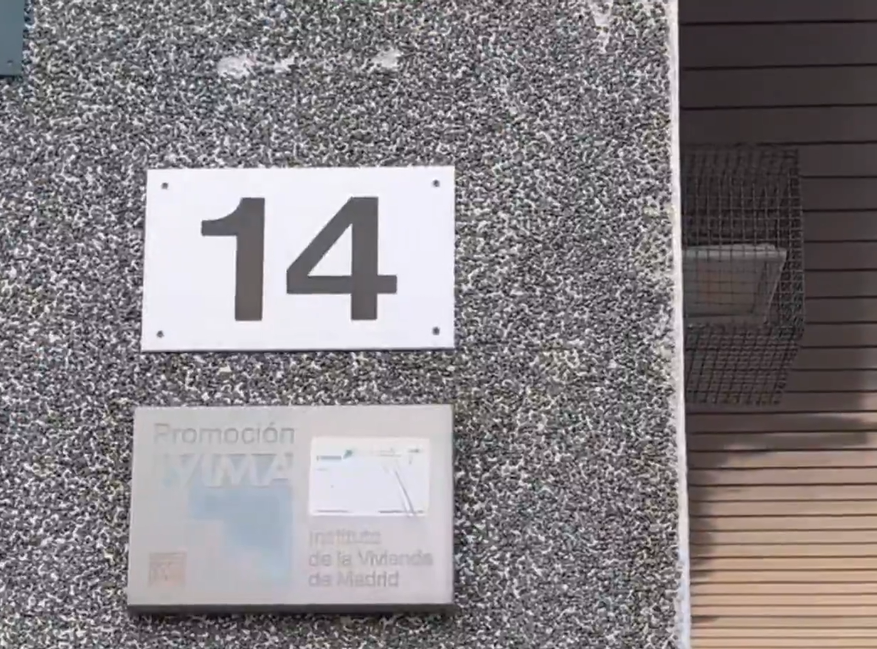 14
Promoción
IVIMA
Instituto
de la Vivienda
de Madrid